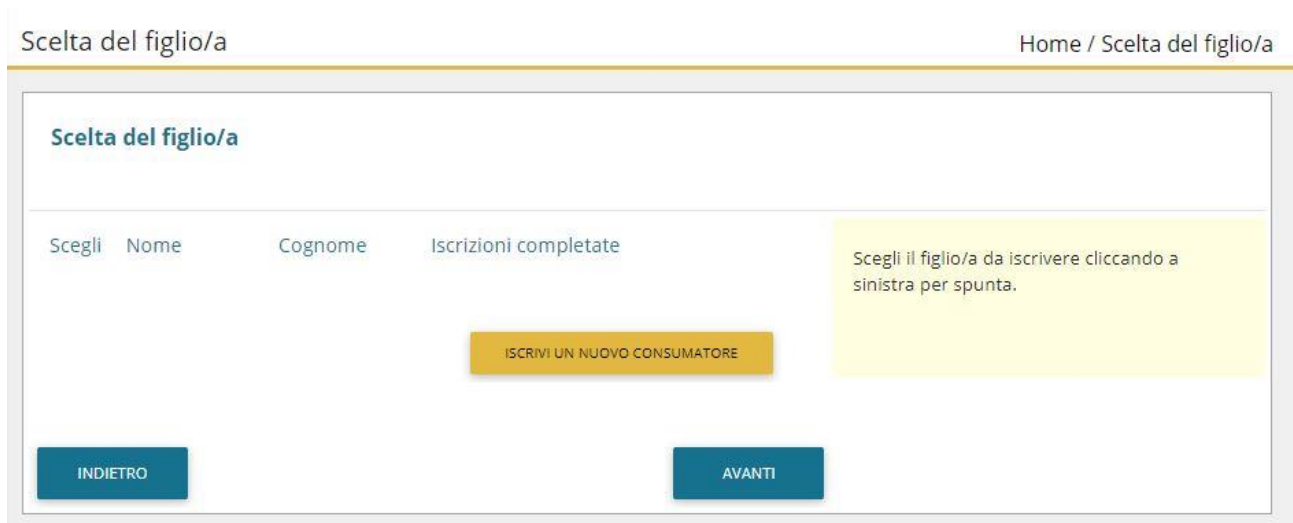 Scelta del figlio/a
Home / Scelta del figlio/a
Scelta del figlio/a
Scegli Nome Cognome Iscrizioni completate
Scegli il figlio/a da iscrivere cliccando a
sinistra per spunta.
ISCRIVI UN NUOVO CONSUMATORE
INDIETRO
AVANTI